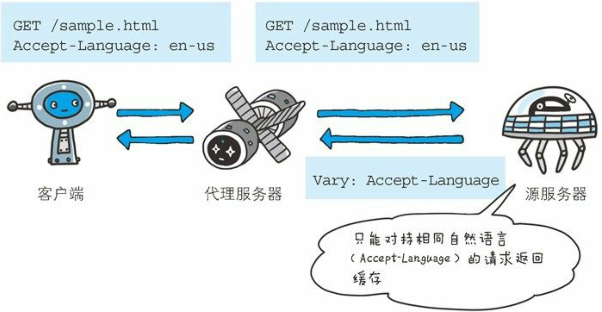 GET /sample.html
Accept-Language: en-us
GET /sample.html
Accept-Language: en-us
客户端
代理服务器
Vary: Accept-Language
源服务器
只能对持相同自然语言
(Accept-Language)的请求返回
缓存